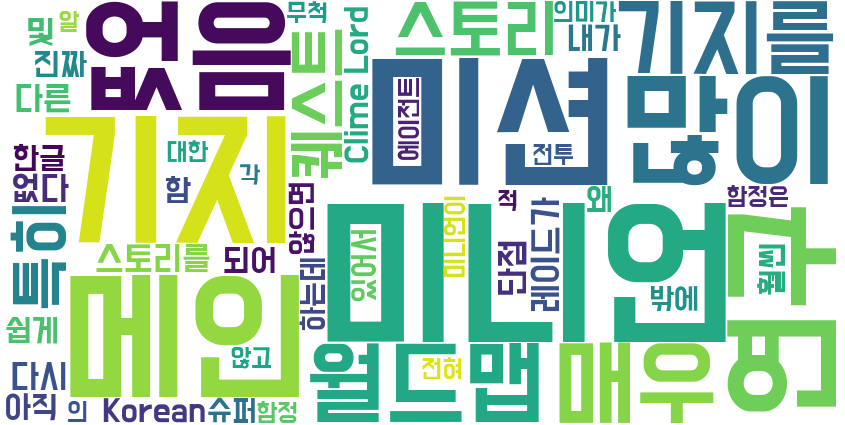 및
알
없음
무척
Clime Lord
스토리
의미가
내가
기지를
진짜
다른
퀘스트
미션
에이전트
많이
전투
한글
없다
기지
대한
함
각
않으면
적
왜
함정은
특히
스토리를
되어
하는데
미니언
있어서
미니언이
단점
레이드가
밖에
구
훨씬
쉽게
메인
않고
월드맵
전혀
매우
번
다시
아직
의
Korean
슈퍼
함정